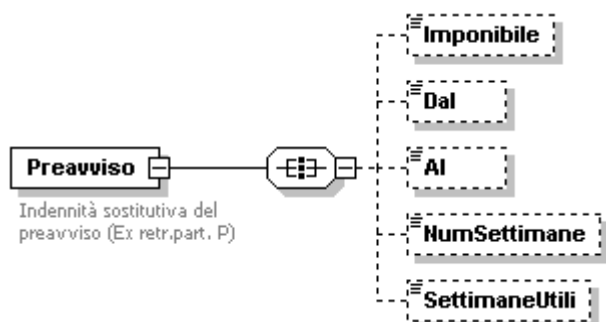 Imponibile
Dal
Al
Preavviso
Indennità sostitutiva del
preavviso (Ex retr.part. P)
NumSettimane
SettimaneUtili